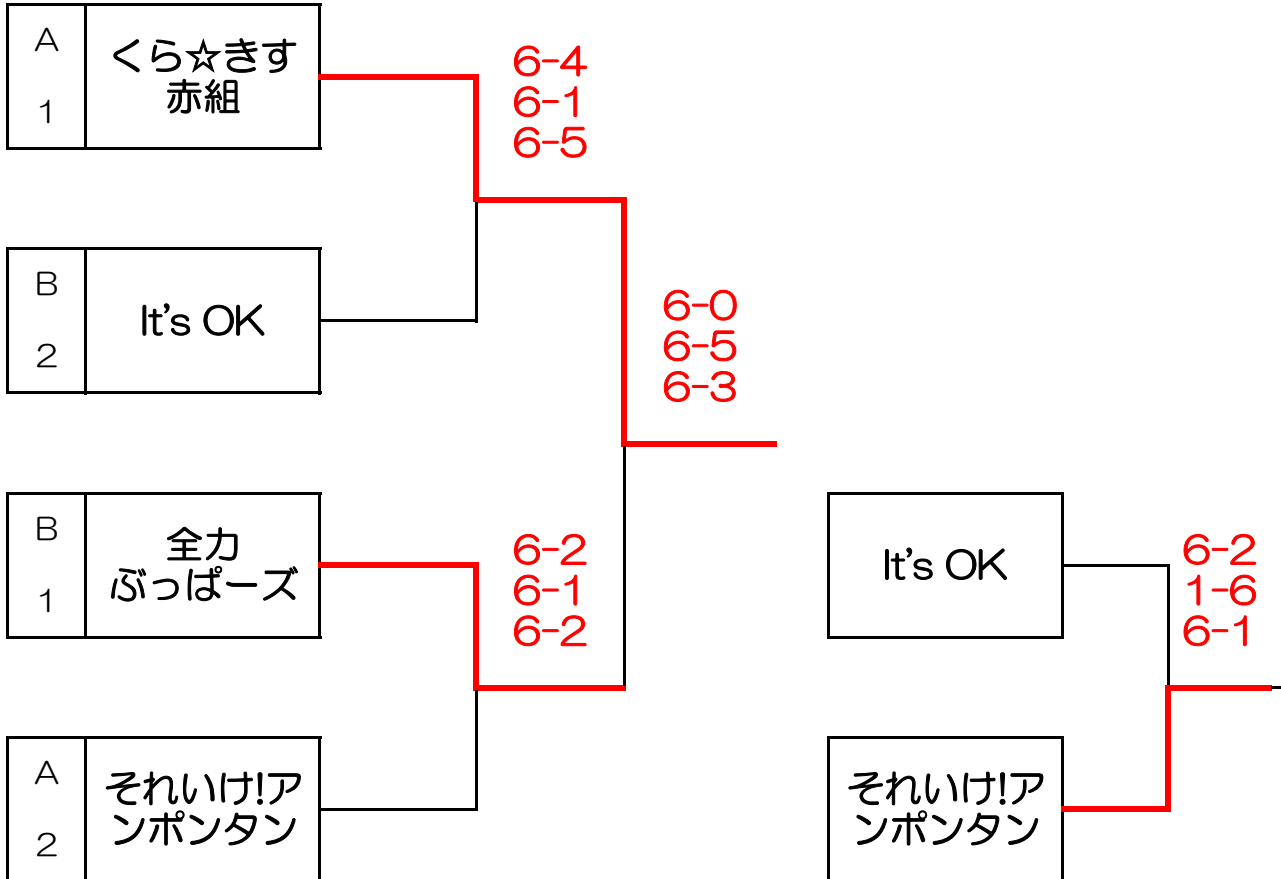 A
1
くら☆きす
赤組
6-4
6-1
6-5
B
2
It's OK
6-0
6-5
6-3
B
1
全力
ぶっぱーズ
6-2
6-1
6-2
It's OK
6-2
1-6
6-1
A
2
それいけ!ア
ンポンタン
それいけ!ア
ンポンタン